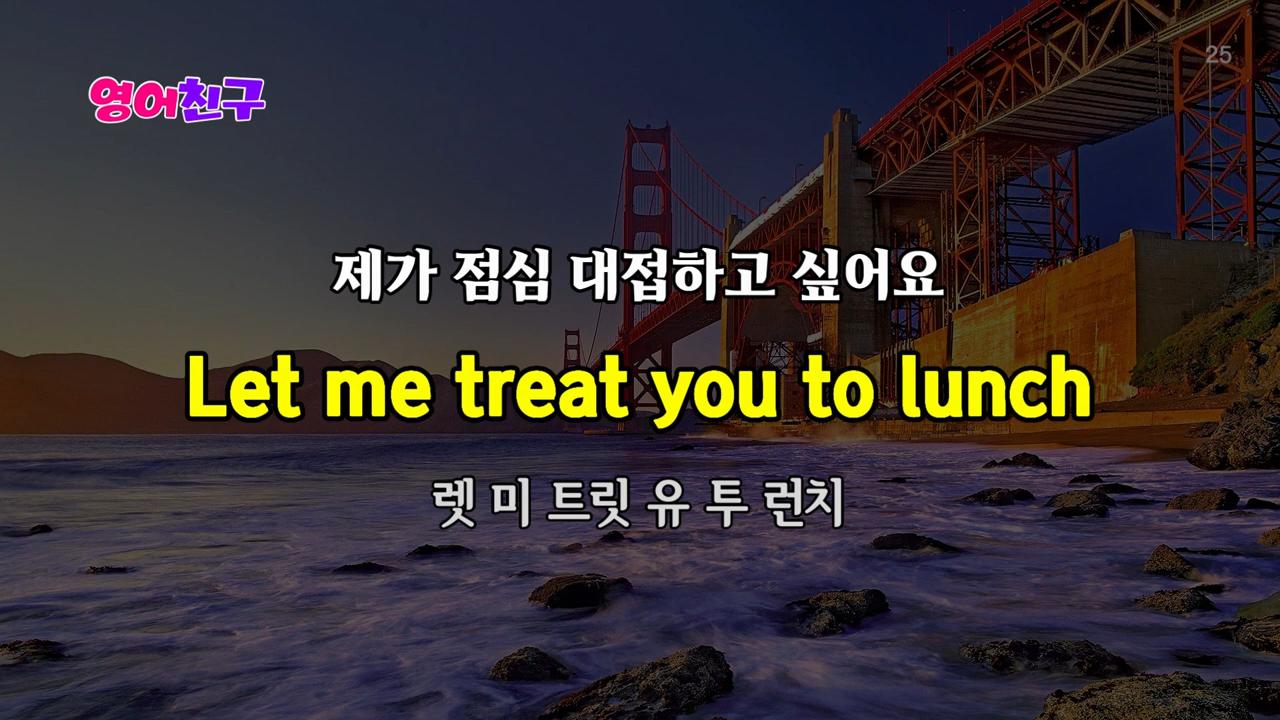 25
영어친구
제가 점심 대접하고 싶어요
Let me treat you to lunch
렛 미 트릿 유 투 런치